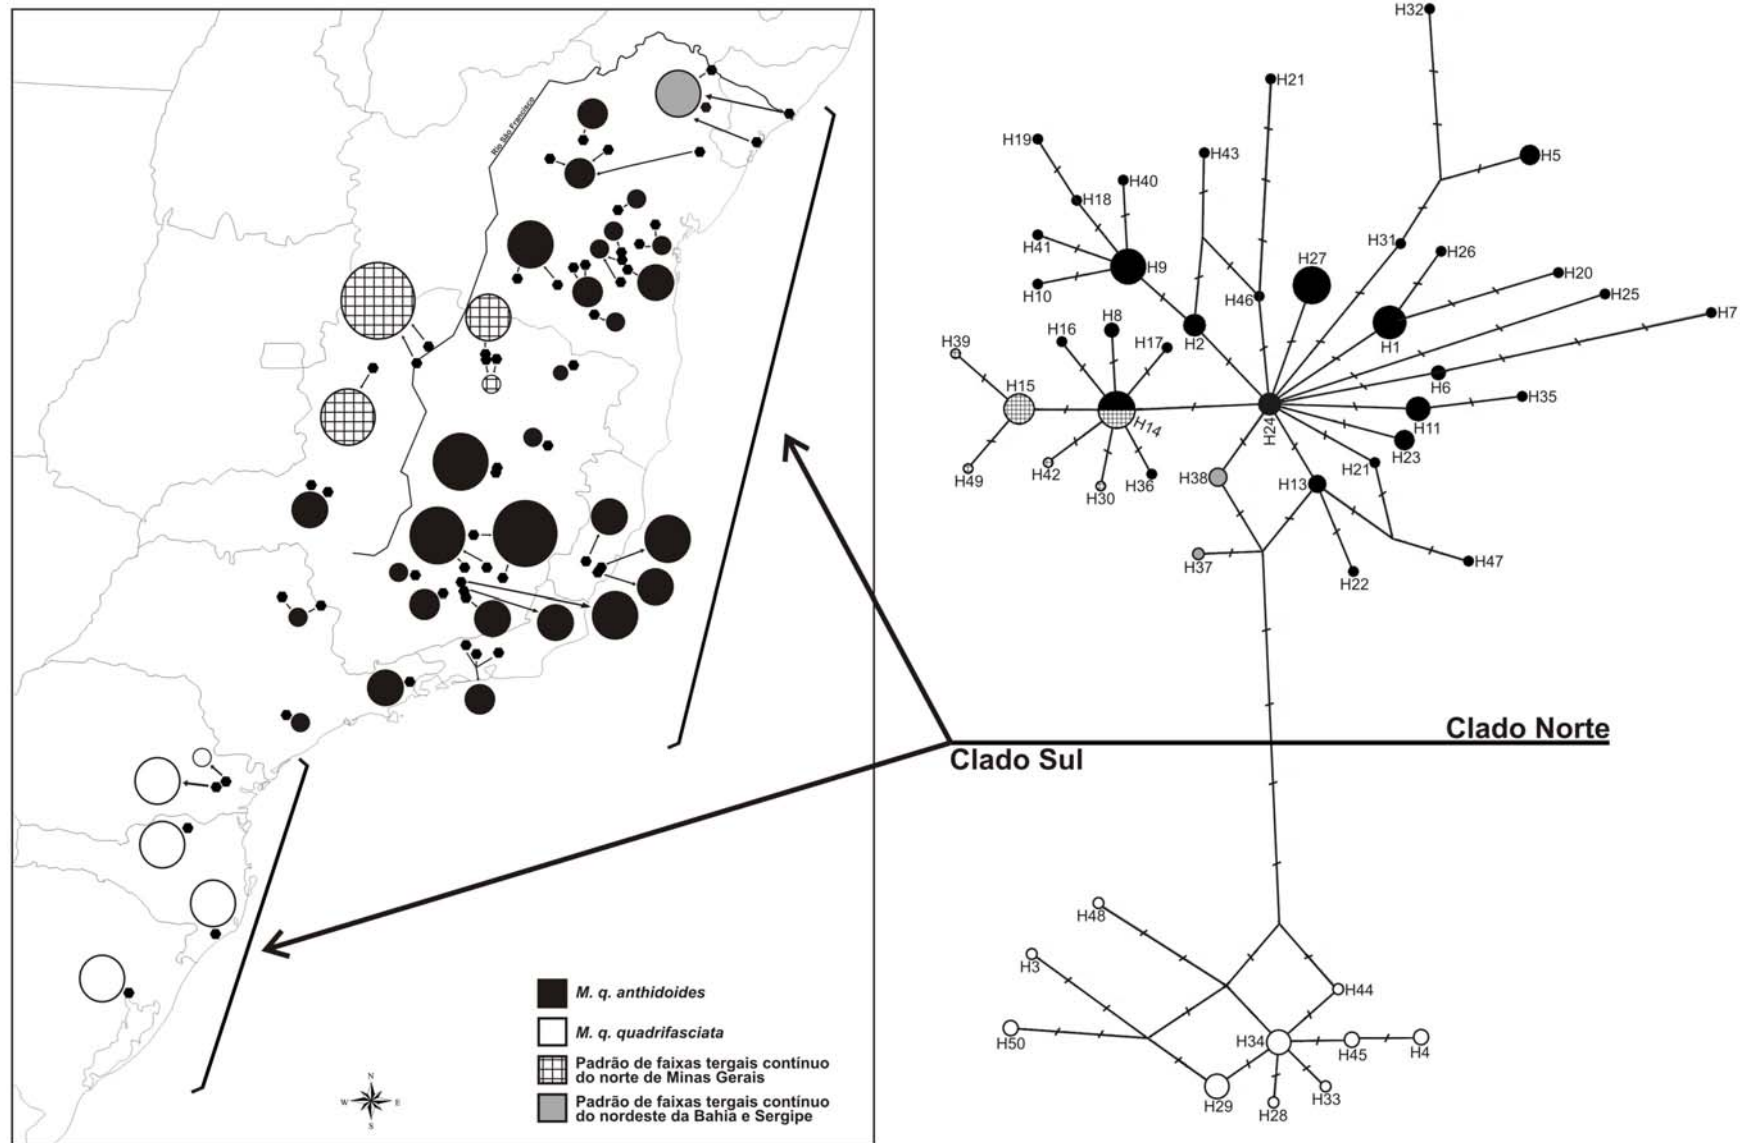 Rio São Francisco
N
W
E
S
M. q. anthidoides
M. q. quadrifasciata
Padrão de faixas tergais contínuo
do norte de Minas Gerais
Padrão de faixas tergais contínuo
do nordeste da Bahia e Sergipe
H32
H21
H19
H43
H5
H40
H18
H41
H31
H26
H9
H27
H20
H10
H46
H25
H7
H16
H8
H17
H2
H1
H39
H15
H6
H35
H14
H24
H11
H23
H49
H42
H30
H36
H38
H13
H21
H37
H22
H47
Clado Norte
Clado Sul
H48
H3
H44
H50
H34
H45
H4
H29
H28
H33